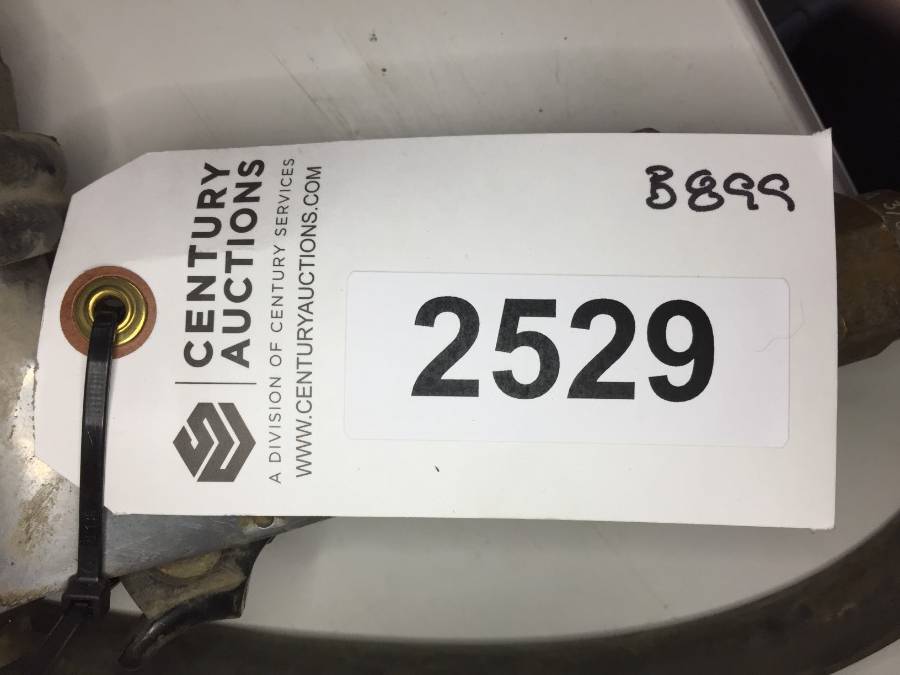 CENTURY
AUCTIONS
A DIVISION OF CENTURY SERVICES
WWW.CENTURYAUCTIONS.COM
B899
2529